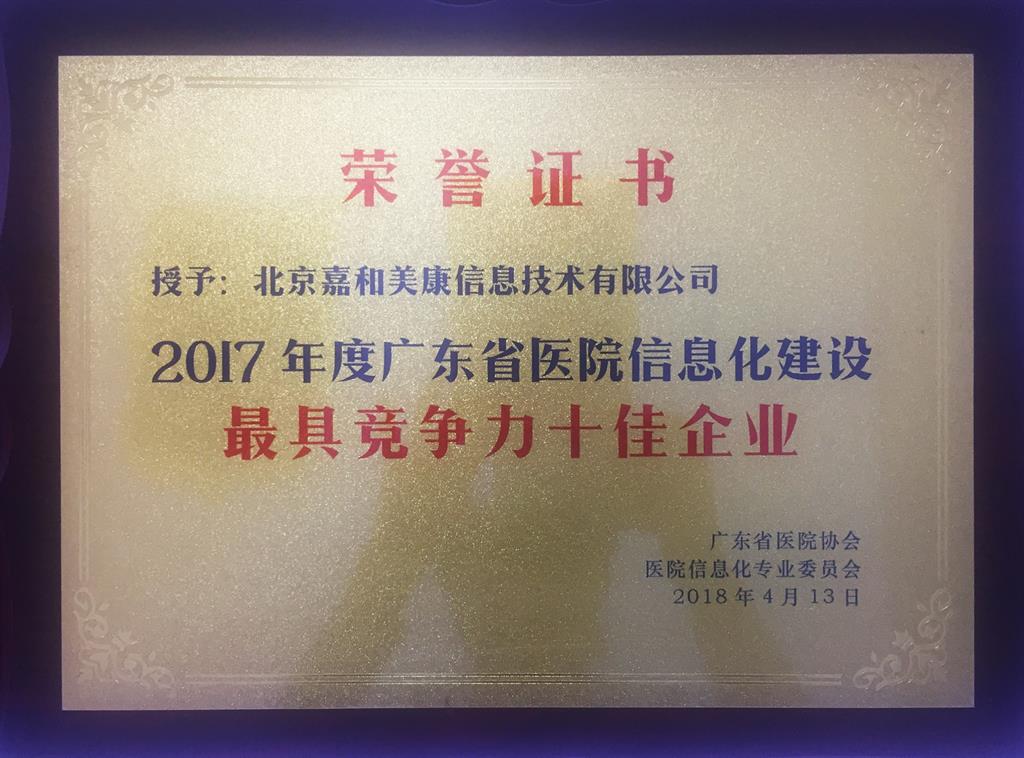 荣誉证书
授予：北京嘉和美康信息技术有限公司
2017年度广东省医院信息化建设
最具竞争力十佳企业
广东省医院协会
医院信息化专业委员会
2018年4月13日